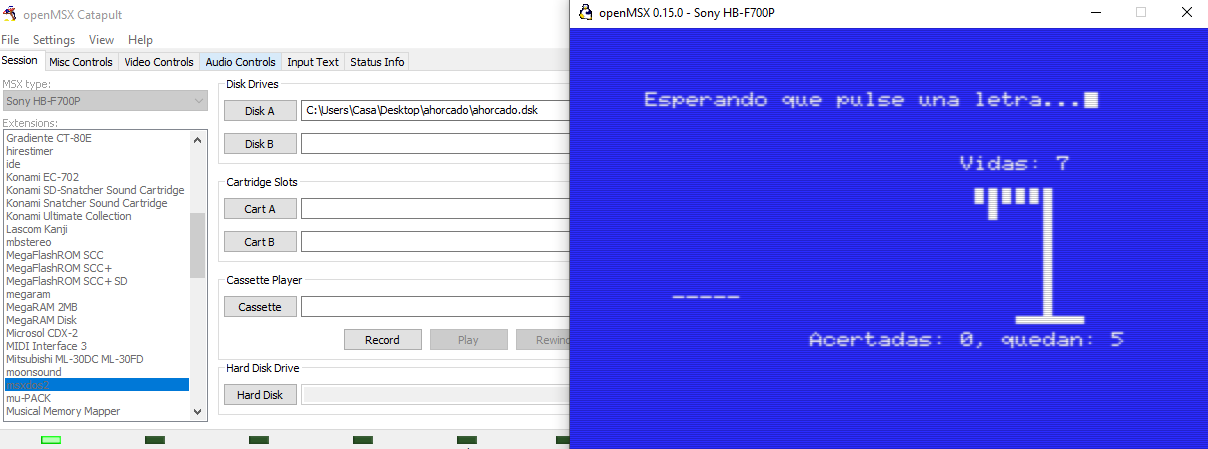 openMSX Catapult
File Settings View Help
Session Misc Controls Video Controls Audio Controls Input Text Status Info
MSX type:
Sony HB-F700P
Extensions:
Gradiente CT-80E
hirestimer
ide
Konami EC-702
Konami SD-Snatcher Sound Cartridge
Konami Snatcher Sound Cartridge
Konami Ultimate Collection
Lascom Kanji
mbstereo
MegaFlashROM SCC
MegaFlashROM SCC+
MegaFlashROM SCC+ SD
megaram
MegaRAM 2MB
MegaRAM Disk
Microsol CDX-2
MIDI Interface 3
Mitsubishi ML-30DC ML-30FD
moonsound
msxdos2
mu-PACK
Musical Memory Mapper
Disk Drives
Disk A C:\Users\Casa\Desktop\ahorcado\ahorcado.dsk
Disk B
Cartridge Slots
Cart A
Cart B
Cassette Player
Cassette
Record Play Rewin
Hard Disk Drive
Hard Disk
openMSX 0.15.0 - Sony HB-F700P
Esperando que pulse una letra...
Vidas: 7
_____
Acertadas: 0, quedan: 5